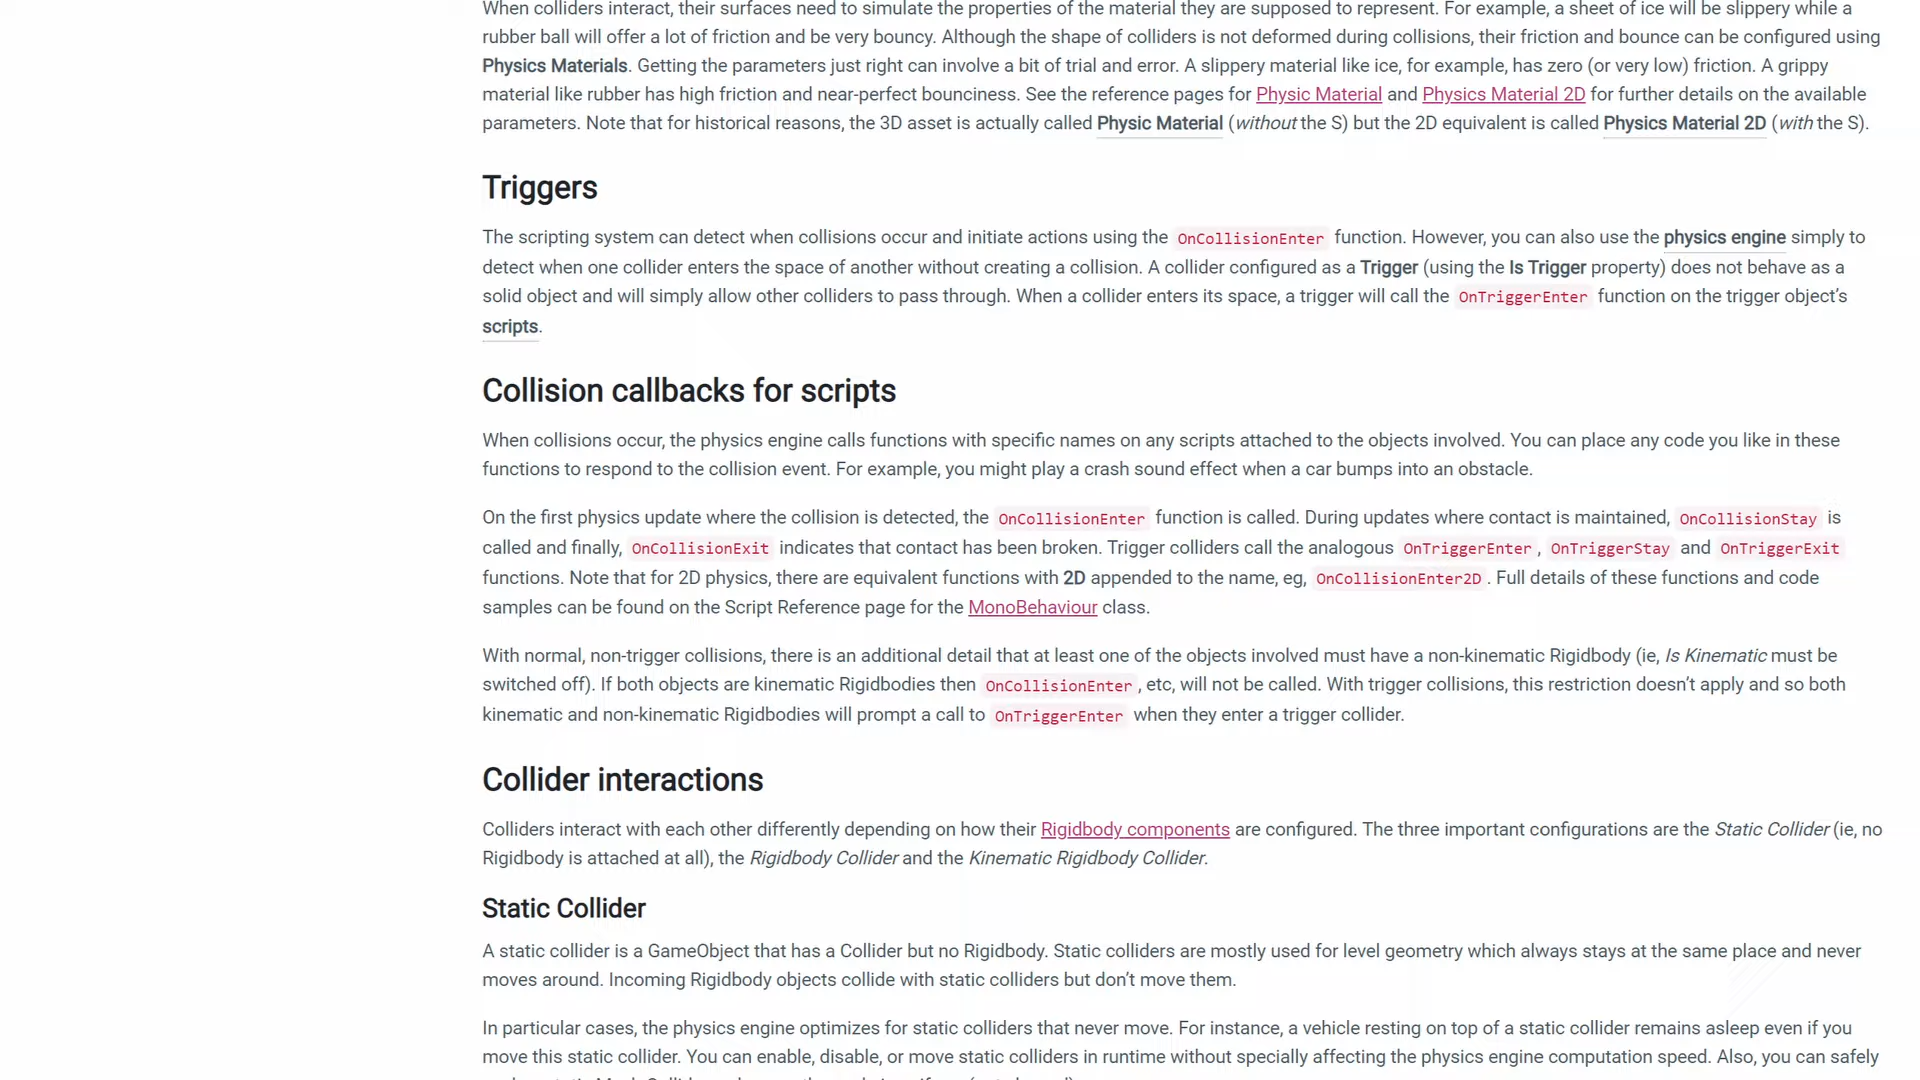 When colliders interact, their surfaces need to simulate the properties of the material they are supposed to represent. For example, a sheet of ice will be slippery while a
rubber ball will offer a lot of friction and be very bouncy. Although the shape of colliders is not deformed during collisions, their friction and bounce can be configured using
Physics Materials. Getting the parameters just right can involve a bit of trial and error. A slippery material like ice, for example, has zero (or very low) friction. A grippy
material like rubber has high friction and near-perfect bounciness. See the reference pages for Physic Material and Physics Material 2D for further details on the available
parameters. Note that for historical reasons, the 3D asset is actually called Physic Material (without the S) but the 2D equivalent is called Physics Material 2D (with the S).
Triggers
The scripting system can detect when collisions occur and initiate actions using the OnCollisionEnter function. However, you can also use the physics engine simply to
detect when one collider enters the space of another without creating a collision. A collider configured as a Trigger (using the Is Trigger property) does not behave as a
solid object and will simply allow other colliders to pass through. When a collider enters its space, a trigger will call the OnTriggerEnter function on the trigger object’s
scripts.
Collision callbacks for scripts
When collisions occur, the physics engine calls functions with specific names on any scripts attached to the objects involved. You can place any code you like in these
functions to respond to the collision event. For example, you might play a crash sound effect when a car bumps into an obstacle.
On the first physics update where the collision is detected, the OnCollisionEnter function is called. During updates where contact is maintained, OnCollisionStay is
called and finally, OnCollisionExit indicates that contact has been broken. Trigger colliders call the analogous OnTriggerEnter, OnTriggerStay and OnTriggerExit
functions. Note that for 2D physics, there are equivalent functions with 2D appended to the name, eg, OnCollisionEnter2D. Full details of these functions and code
samples can be found on the Script Reference page for the MonoBehaviour class.
With normal, non-trigger collisions, there is an additional detail that at least one of the objects involved must have a non-kinematic Rigidbody (ie, Is Kinematic must be
switched off). If both objects are kinematic Rigidbodies then OnCollisionEnter, etc, will not be called. With trigger collisions, this restriction doesn’t apply and so both
kinematic and non-kinematic Rigidbodies will prompt a call to OnTriggerEnter when they enter a trigger collider.
Collider interactions
Colliders interact with each other differently depending on how their Rigidbody components are configured. The three important configurations are the Static Collider (ie, no
Rigidbody is attached at all), the Rigidbody Collider and the Kinematic Rigidbody Collider.
Static Collider
A static collider is a GameObject that has a Collider but no Rigidbody. Static colliders are mostly used for level geometry which always stays at the same place and never
moves around. Incoming Rigidbody objects collide with static colliders but don’t move them.
In particular cases, the physics engine optimizes for static colliders that never move. For instance, a vehicle resting on top of a static collider remains asleep even if you
move this static collider. You can enable, disable, or move static colliders in runtime without specially affecting the physics engine computation speed. Also, you can safely